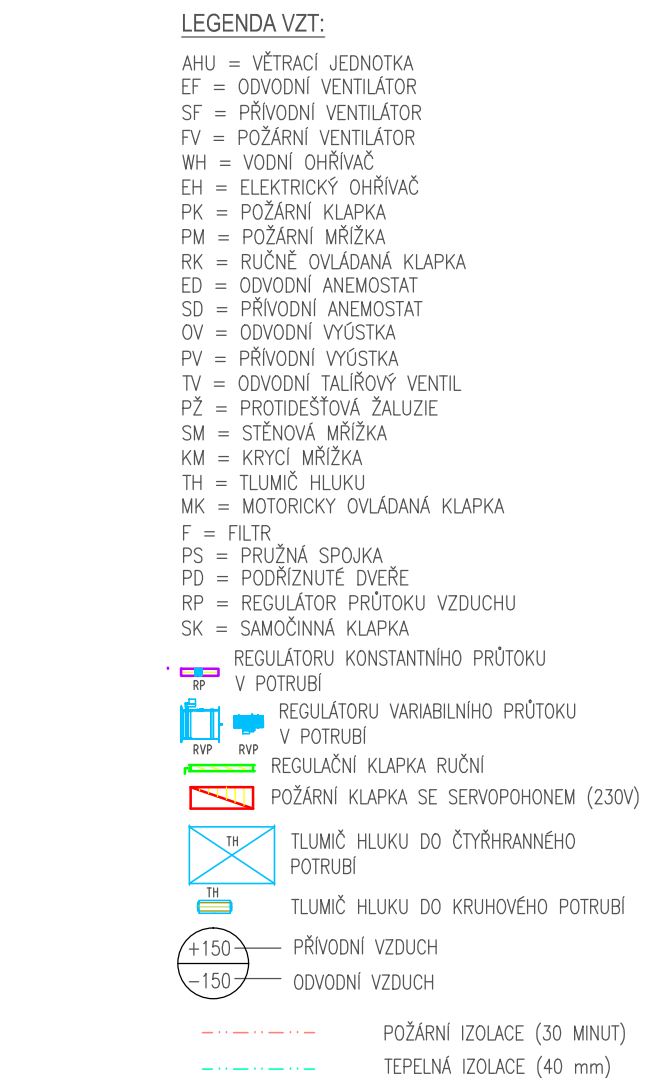 LEGENDA VZT:
AHU = VĚTRACÍ JEDNOTKA
EF = ODVODNÍ VENTILÁTOR
SF = PŘÍVODNÍ VENTILÁTOR
FV = POŽÁRNÍ VENTILÁTOR
WH = VODNÍ OHŘÍVAČ
EH = ELEKTRICKÝ OHŘÍVAČ
PK = POŽÁRNÍ KLAPKA
PM = POŽÁRNÍ MŘÍŽKA
RK = RUČNĚ OVLÁDANÁ KLAPKA
ED = ODVODNÍ ANEMOSTAT
SD = PŘÍVODNÍ ANEMOSTAT
OV = ODVODNÍ VYÚSTKA
PV = PŘÍVODNÍ VYÚSTKA
TV = ODVODNÍ TALÍŘOVÝ VENTIL
PŽ = PROTIDEŠŤOVÁ ŽALUZIE
SM = STĚNOVÁ MŘÍŽKA
KM = KRYCÍ MŘÍŽKA
TH = TLUMIČ HLUKU
MK = MOTORICKY OVLÁDANÁ KLAPKA
F = FILTR
PS = PRUŽNÁ SPOJKA
PD = PODŘÍZNUTÉ DVEŘE
RP = REGULÁTOR PRŮTOKU VZDUCHU
SK = SAMOČINNÁ KLAPKA
REGULÁTORU KONSTANTNÍHO PRŮTOKU
RP V POTRUBÍ
REGULÁTORU VARIABILNÍHO PRŮTOKU
V POTRUBÍ
RVP RVP
REGULAČNÍ KLAPKA RUČNÍ
POŽÁRNÍ KLAPKA SE SERVOPOHONEM (230V)
TH TLUMIČ HLUKU DO ČTYŘHRANNÉHO
POTRUBÍ
TH
TLUMIČ HLUKU DO KRUHOVÉHO POTRUBÍ
+150 PŘÍVODNÍ VZDUCH
-150 ODVODNÍ VZDUCH
POŽÁRNÍ IZOLACE (30 MINUT)
TEPELNÁ IZOLACE (40 mm)